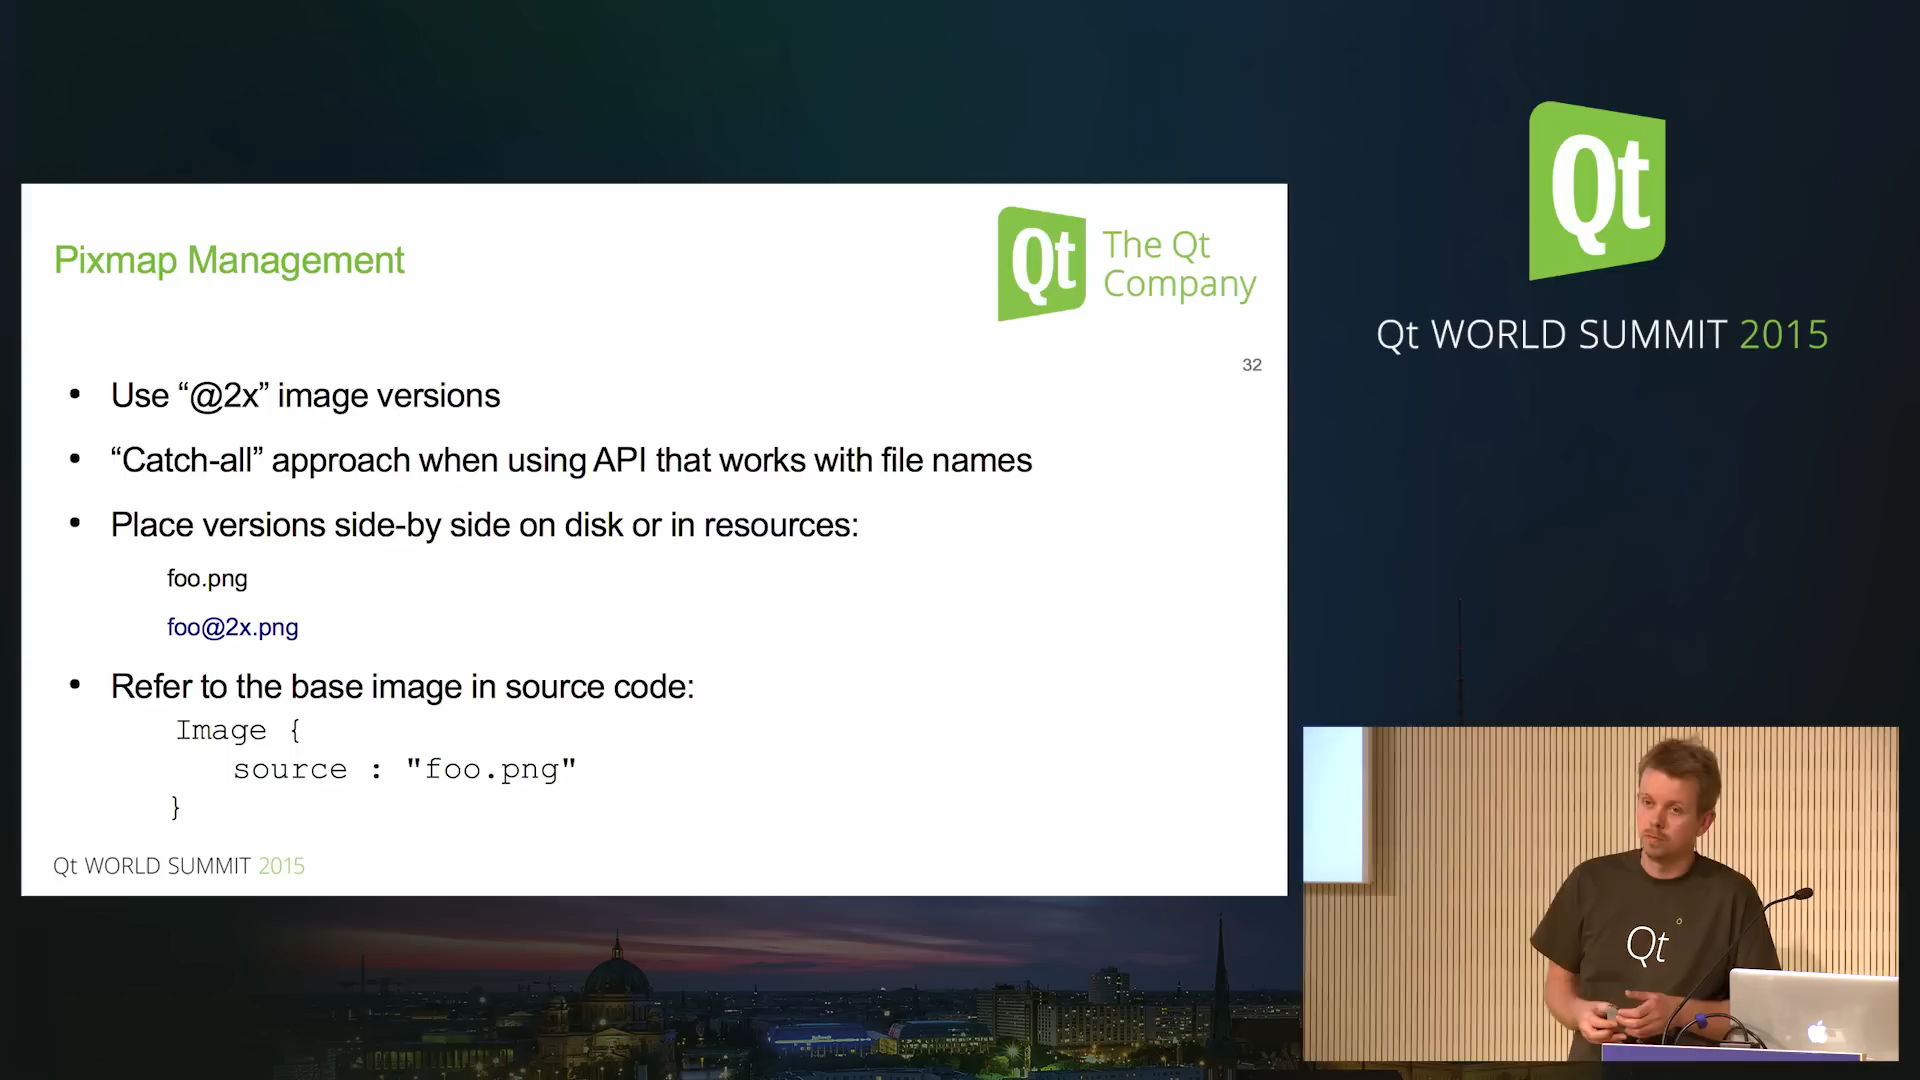 Pixmap Management
Qt
The Qt
Company
32
• Use “@2x” image versions
• “Catch-all” approach when using API that works with file names
• Place versions side-by side on disk or in resources:
foo.png
foo@2x.png
• Refer to the base image in source code:
Image {
source : "foo.png"
}
Qt WORLD SUMMIT 2015
Qt
Qt WORLD SUMMIT 2015
Qt